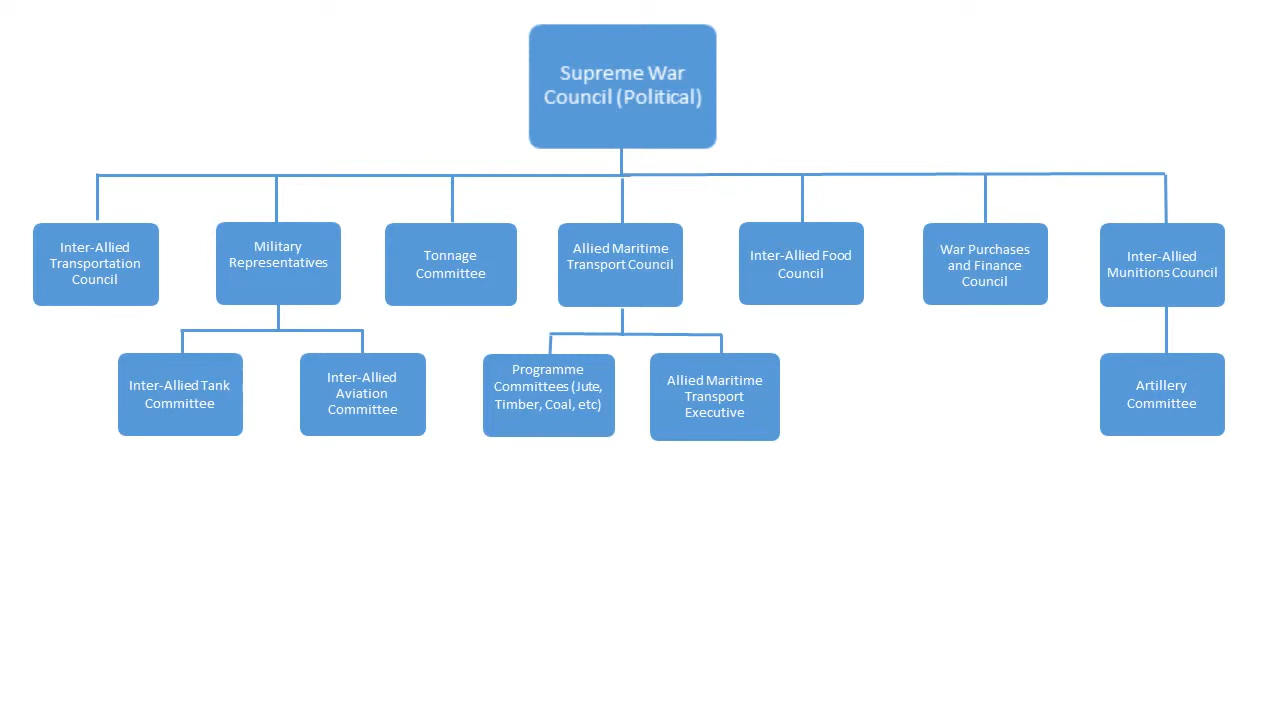 Supreme War
Council (Political)
Inter-Allied
Transportation
Council
Military
Representatives
Tonnage
Committee
Allied Maritime
Transport Council
Inter-Allied Food
Council
War Purchases
and Finance
Council
Inter-Allied
Munitions Council
Inter-Allied Tank
Committee
Inter-Allied
Aviation
Committee
Programme
Committees (Jute,
Timber, Coal, etc)
Allied Maritime
Transport
Executive
Artillery
Committee